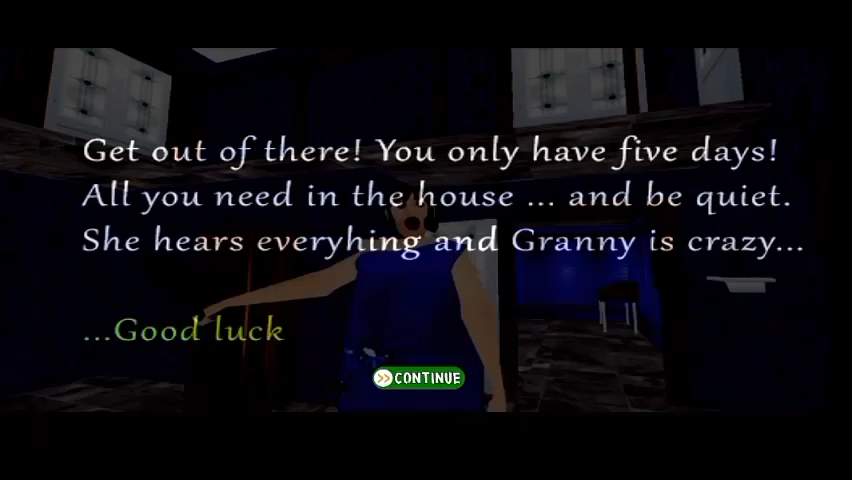 Get out of there! You only have five days!
All you need in the house ... and be quiet.
She hears everyhing and Granny is crazy...
...Good luck
CONTINUE